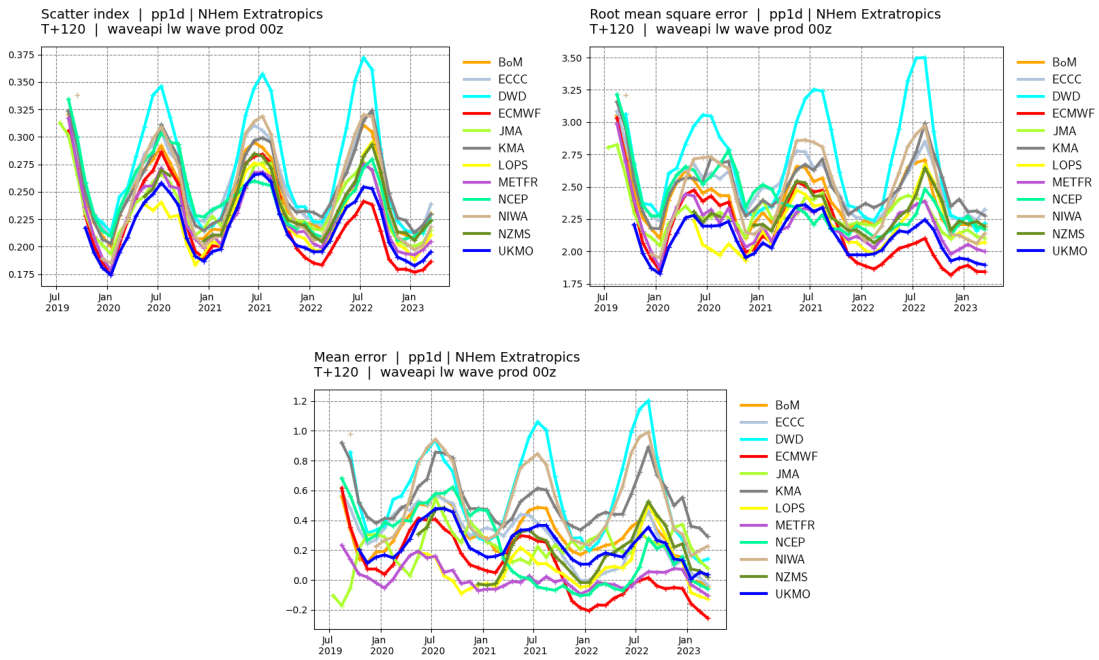 Scatter index | pp1d | NHem Extratropics
T+120 | waveapi lw wave prod 00z
0.375
0.350
0.325
0.300
0.275
0.250
0.225
0.200
0.175
Jul 2019
Jan 2020
Jul 2020
Jan 2021
Jul 2021
Jan 2022
Jul 2022
Jan 2023
BoM
ECCC
DWD
ECMWF
JMA
KMA
LOPS
METFR
NCEP
NIWA
NZMS
UKMO
Root mean square error | pp1d | NHem Extratropics
T+120 | waveapi lw wave prod 00z
3.50
3.25
3.00
2.75
2.50
2.25
2.00
1.75
Jul 2019
Jan 2020
Jul 2020
Jan 2021
Jul 2021
Jan 2022
Jul 2022
Jan 2023
BoM
ECCC
DWD
ECMWF
JMA
KMA
LOPS
METFR
NCEP
NIWA
NZMS
UKMO
Mean error | pp1d | NHem Extratropics
T+120 | waveapi lw wave prod 00z
1.2
1.0
0.8
0.6
0.4
0.2
0.0
−0.2
Jul 2019
Jan 2020
Jul 2020
Jan 2021
Jul 2021
Jan 2022
Jul 2022
Jan 2023
BoM
ECCC
DWD
ECMWF
JMA
KMA
LOPS
METFR
NCEP
NIWA
NZMS
UKMO